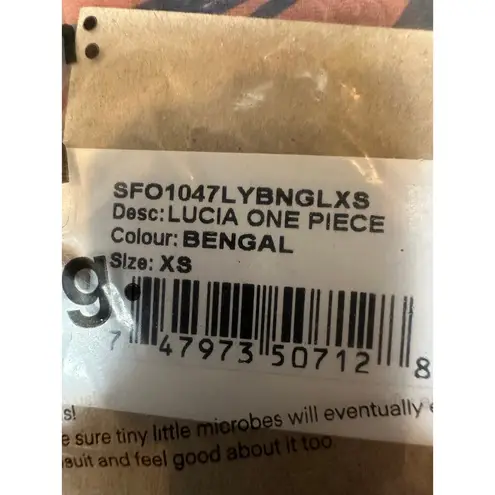 SFO1047LYBNGLXS
Desc: LUCIA ONE PIECE
Colour: BENGAL
Size: XS
g.
7 47973 50712 8
s!
e sure tiny little microbes will eventually e
suit and feel good about it too